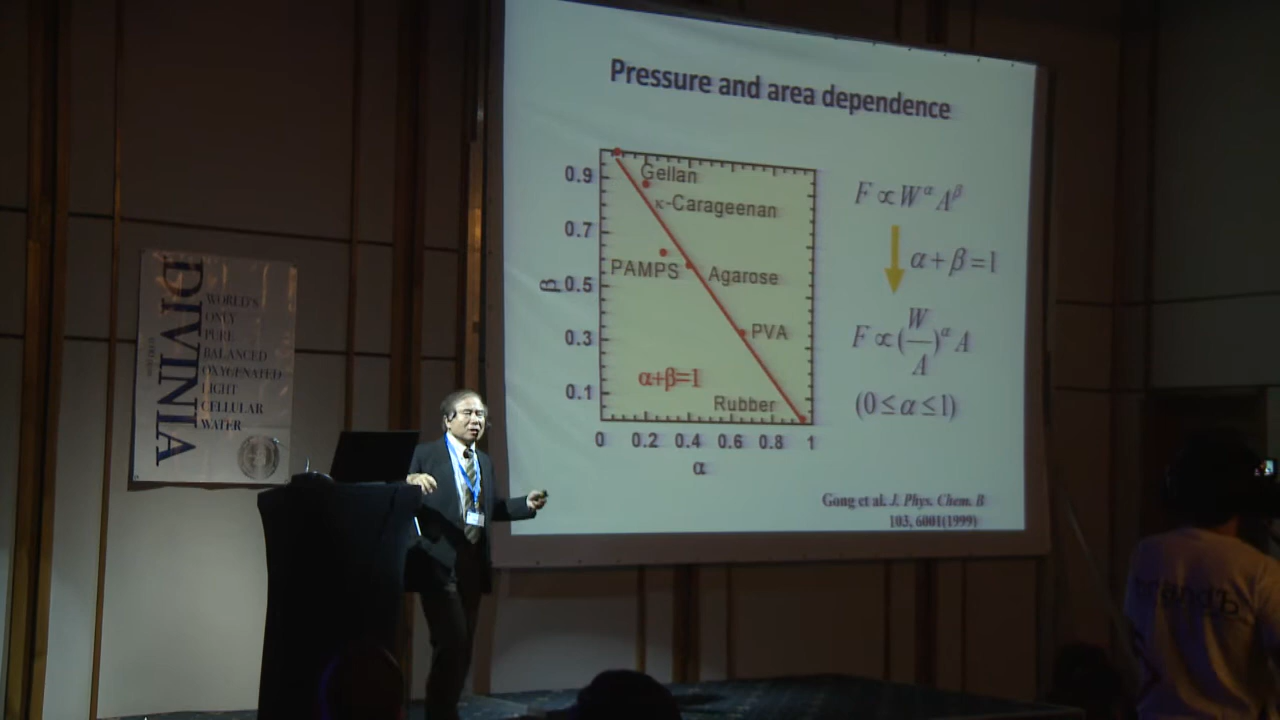 Pressure and area dependence
0.9
0.7
0.5
0.3
0.1
β
Gellan
κ-Carageenan
PAMPS
Agarose
PVA
α+β=1
Rubber
0 0.2 0.4 0.6 0.8 1
α
F ∝ W^α A^β
α + β = 1
F ∝ (W/A)^α A
(0 ≤ α ≤ 1)
Gong et al. J. Phys. Chem. B
103, 6001(1999)
DIVINIA
WORLD'S
ONLY
PURE
BALANCED
OXYGENATED
LIGHT
CELLULAR
WATER